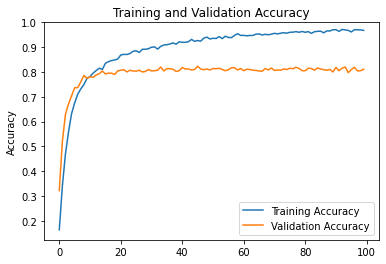 Training and Validation Accuracy
1.0
0.9
0.8
0.7
0.6
0.5
0.4
0.3
0.2
Accuracy
Training Accuracy
Validation Accuracy
0 20 40 60 80 100